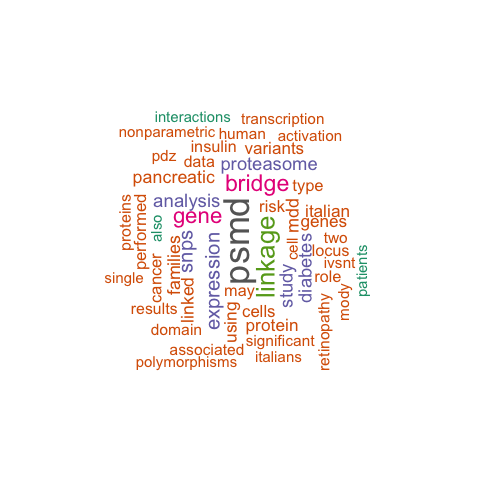 interactions transcription
nonparametric human activation
insulin variants
pdz data proteasome
pancreatic bridge type
analysis risk mdd italian
gene genes
proteins performed also snps psmd linkage cell two
locus
families expression study diabetes ivsnt patients
single cancer linked may role
results using cells mody
domain protein retinopathy
significant
associated italians
polymorphisms